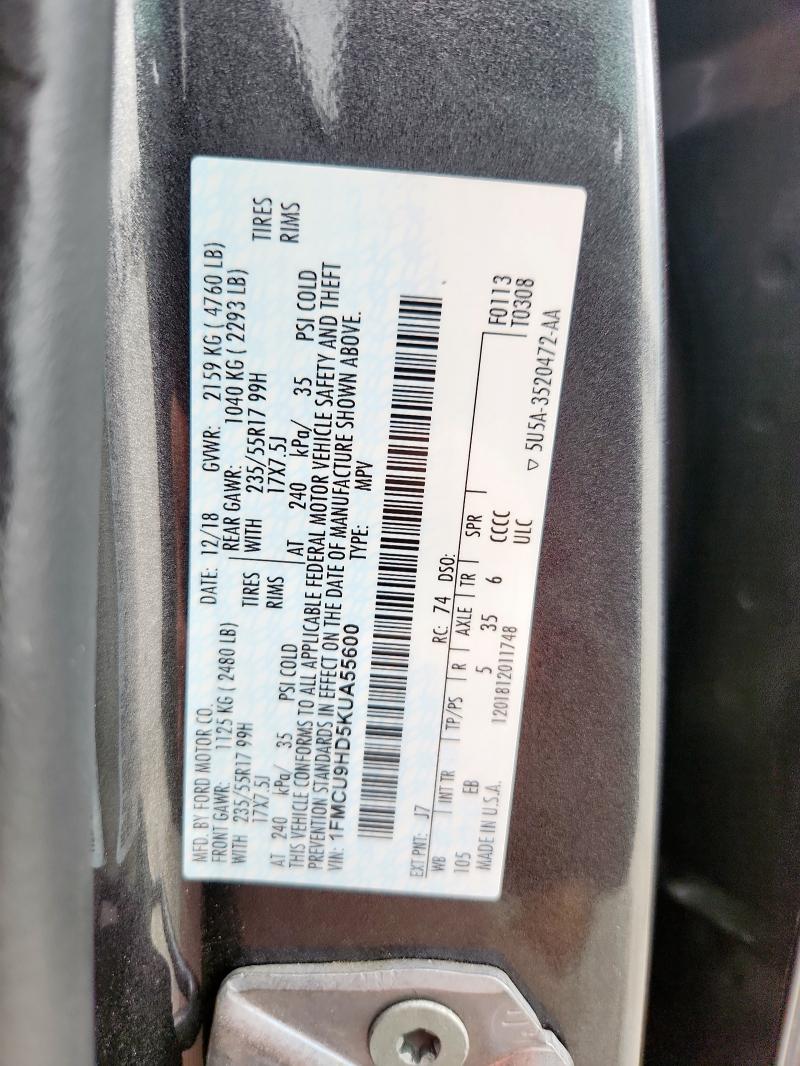 MFD. BY FORD MOTOR CO.
DATE: 12/18 GVWR: 2159 KG ( 4760 LB)
FRONT GAWR: 1125 KG ( 2480 LB)
REAR GAWR: 1040 KG ( 2293 LB)
WITH 235/55R17 99H TIRES
WITH 235/55R17 99H TIRES
17X7.5J RIMS
17X7.5J RIMS
AT 240 kPa/ 35 PSI COLD
AT 240 kPa/ 35 PSI COLD
THIS VEHICLE CONFORMS TO ALL APPLICABLE FEDERAL MOTOR VEHICLE SAFETY AND THEFT
PREVENTION STANDARDS IN EFFECT ON THE DATE OF MANUFACTURE SHOWN ABOVE.
VIN: 1FMCU9HD5KUA55600 TYPE: MPV
EXT PNT: J7 RC: 74 DSO:
WB INT TR TP/PS R AXLE TR SPR
F0113
T0308
105 EB 5 35 6 CCCC
MADE IN U.S.A. 1201812011748 ULC
▽ 5U5A-3520472-AA